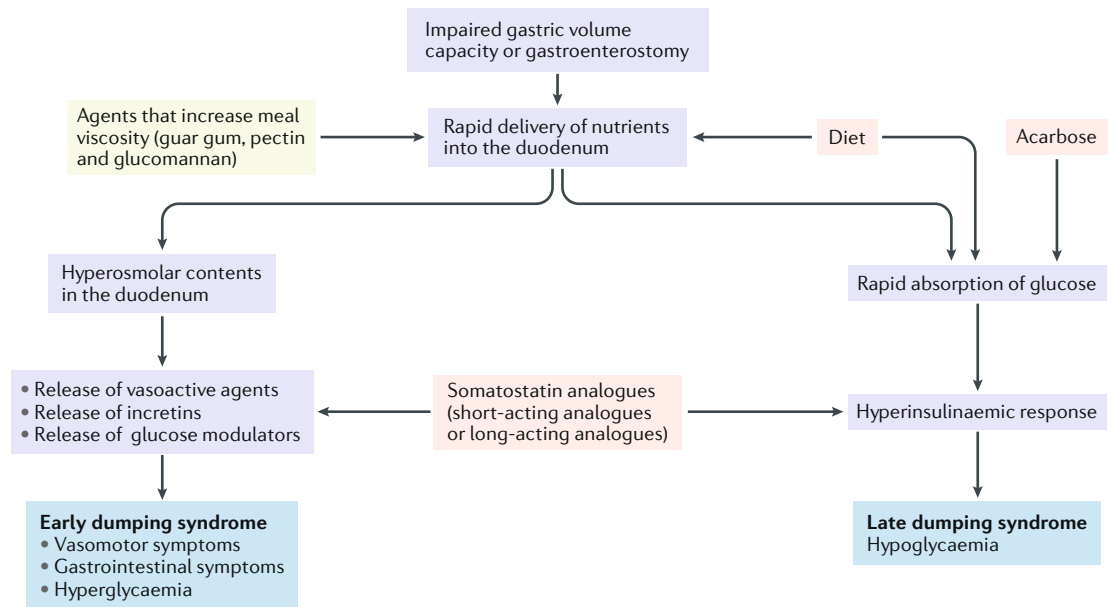 Impaired gastric volume
capacity or gastroenterostomy
Agents that increase meal
viscosity (guar gum, pectin
and glucomannan)
Rapid delivery of nutrients
into the duodenum
Diet
Acarbose
Hyperosmolar contents
in the duodenum
Rapid absorption of glucose
• Release of vasoactive agents
• Release of incretins
• Release of glucose modulators
Somatostatin analogues
(short-acting analogues
or long-acting analogues)
Hyperinsulinaemic response
Early dumping syndrome
• Vasomotor symptoms
• Gastrointestinal symptoms
• Hyperglycaemia
Late dumping syndrome
Hypoglycaemia